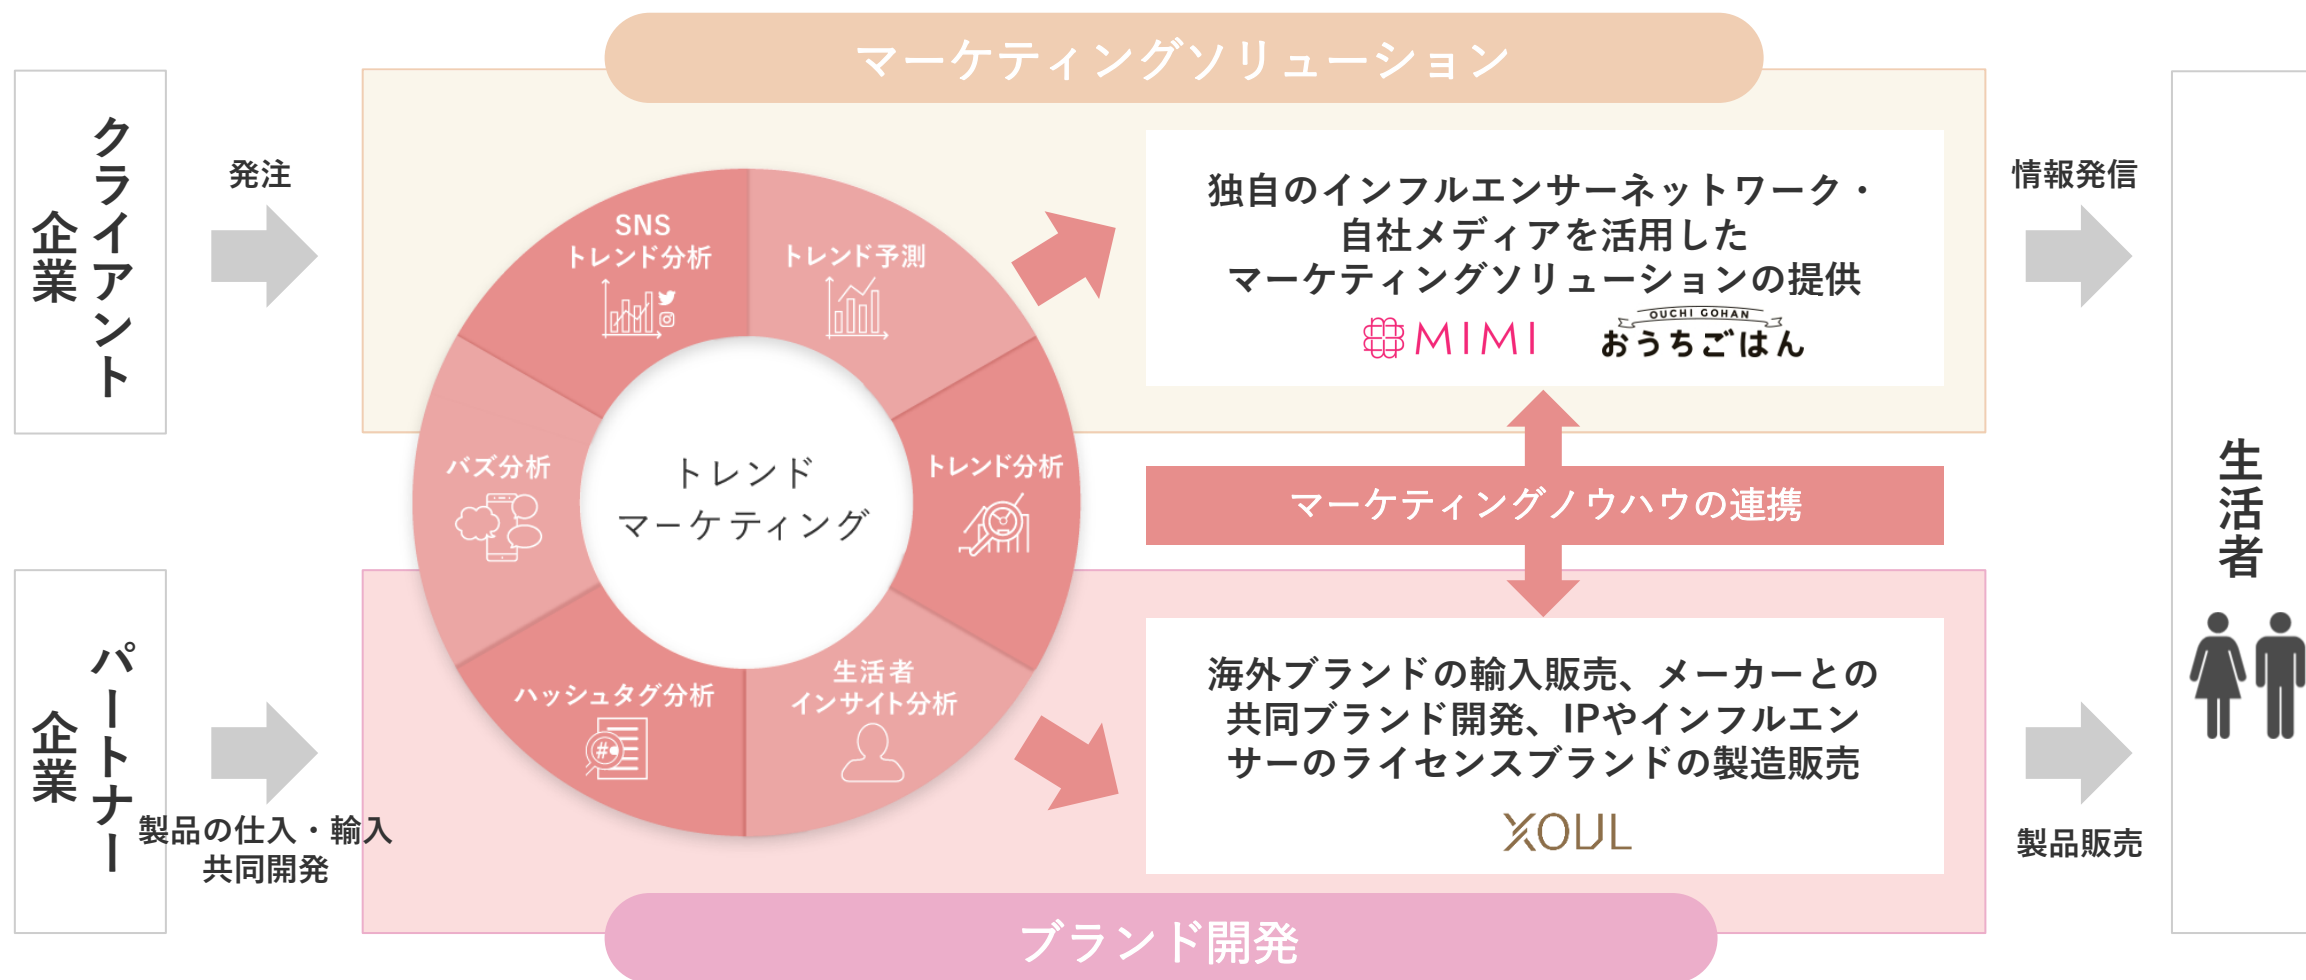 マーケティングソリューション
クライアント
企業
発注
SNS
トレンド分析
トレンド予測
バズ分析
トレンド分析
ハッシュタグ分析
#
生活者
インサイト分析
トレンド
マーケティング
独自のインフルエンサーネットワーク・
自社メディアを活用した
マーケティングソリューションの提供
MIMI
OUCHI GOHAN
おうちごはん
情報発信
マーケティングノウハウの連携
パートナー
企業
製品の仕入・輸入
共同開発
海外ブランドの輸入販売、メーカーとの
共同ブランド開発、IPやインフルエン
サーのライセンスブランドの製造販売
XOUL
製品販売
生活者
ブランド開発